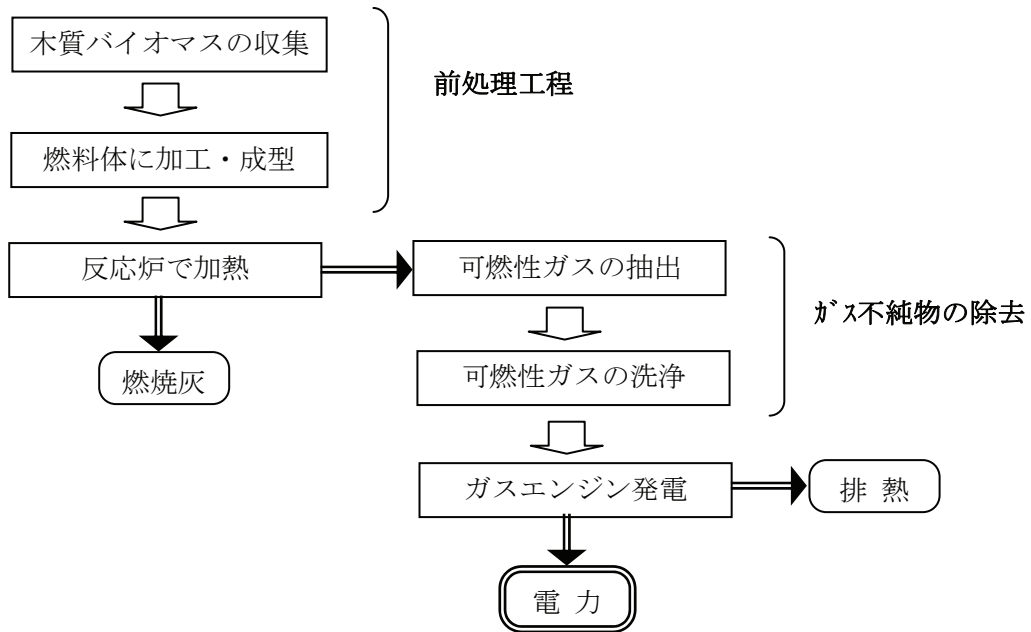 木質バイオマスの収集
前処理工程
燃料体に加工・成型
反応炉で加熱
可燃性ガスの抽出
ｶﾞｽ不純物の除去
燃焼灰
可燃性ガスの洗浄
ガスエンジン発電
排 熱
電 力